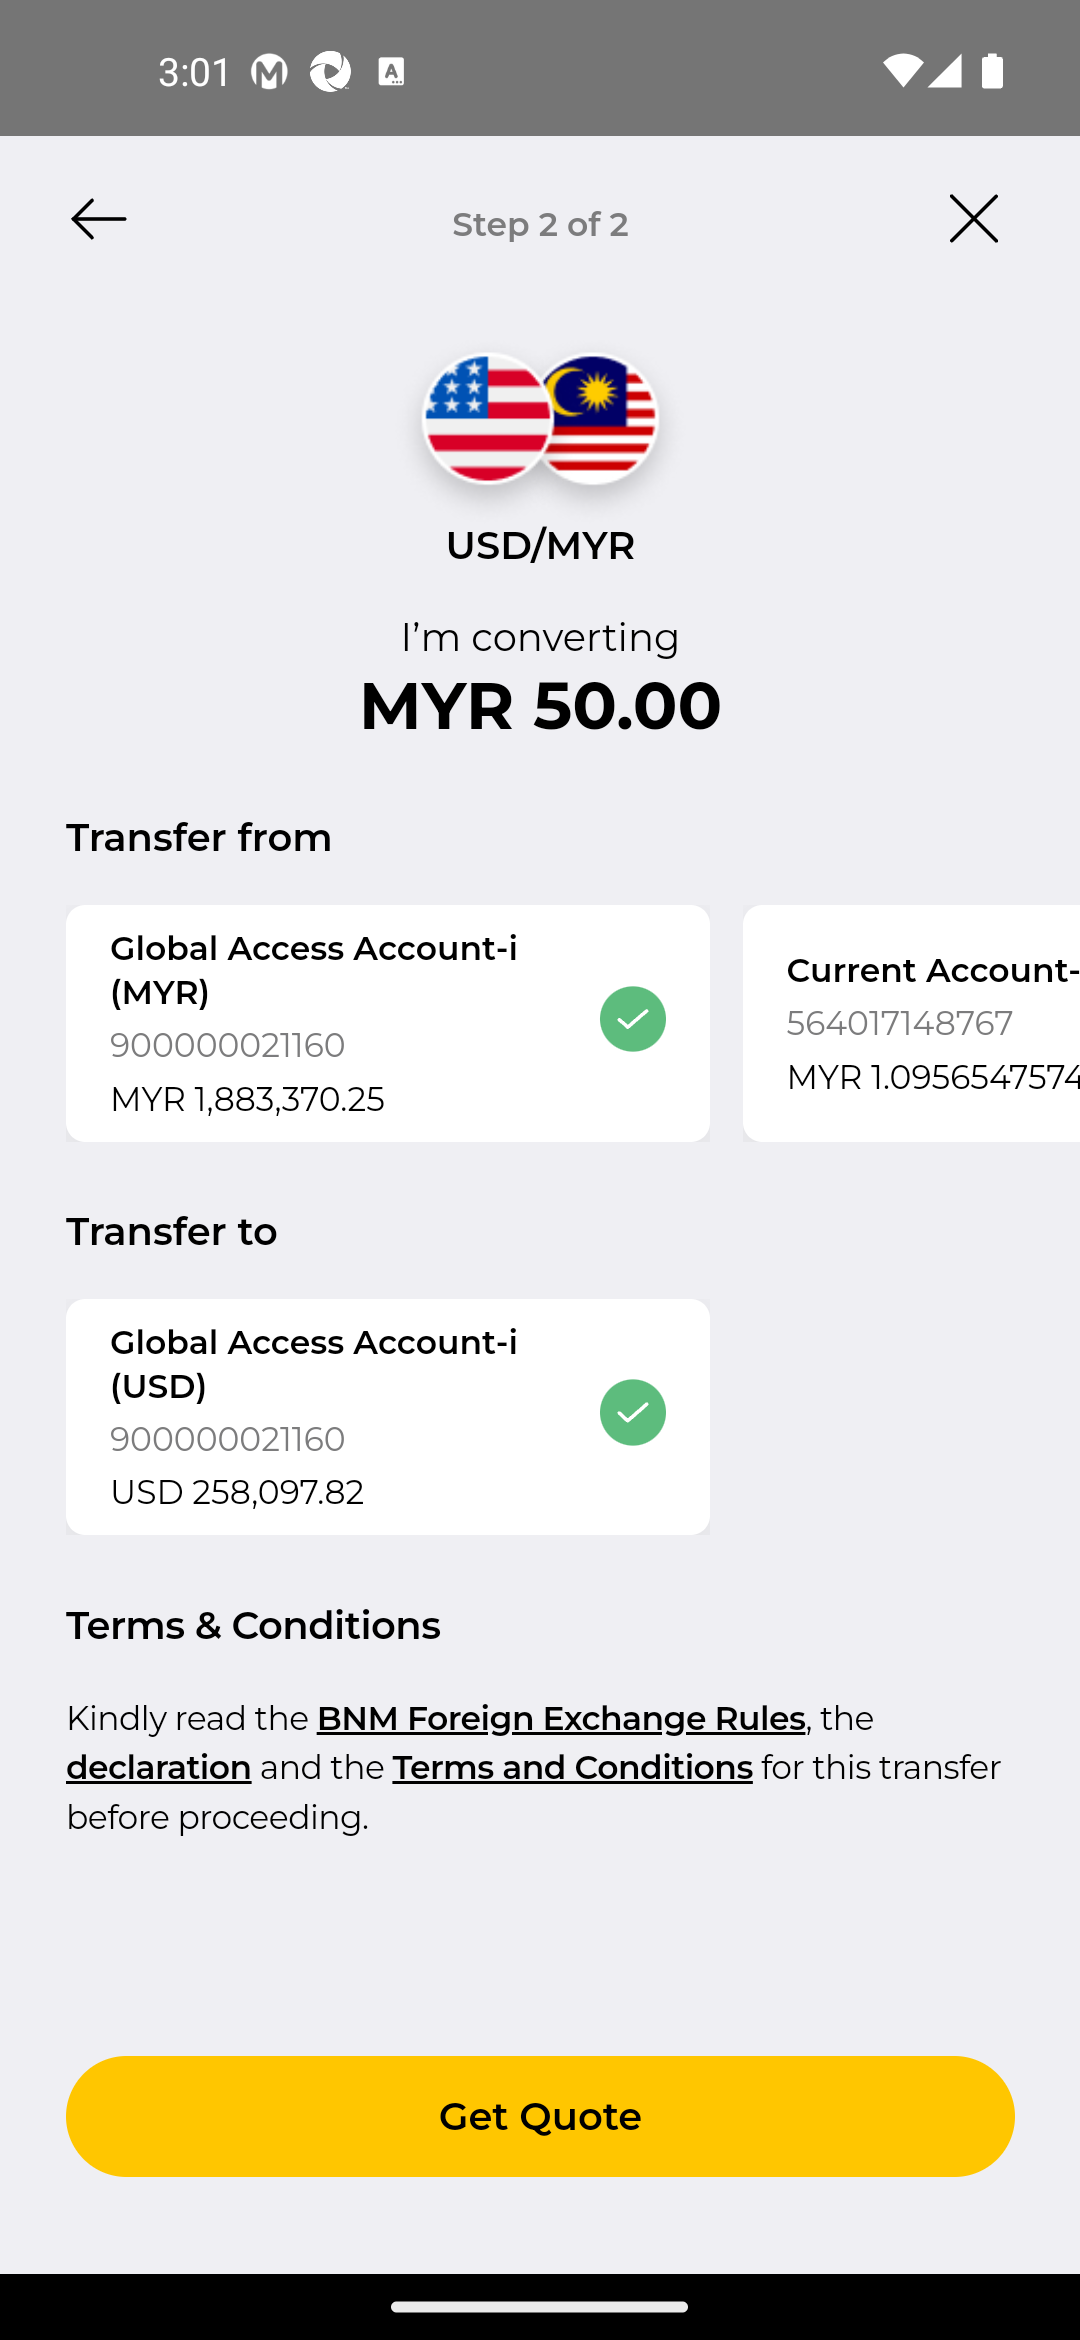 3:01
Step 2 of 2
USD/MYR
I'm converting
MYR 50.00
Transfer from
Global Access Account-i
(MYR)
900000021160
MYR 1,883,370.25
Current Account-
564017148767
MYR 1.0956547574
Transfer to
Global Access Account-i
(USD)
900000021160
USD 258,097.82
Terms & Conditions
Kindly read the BNM Foreign Exchange Rules, the
declaration and the Terms and Conditions for this transfer
before proceeding.
Get Quote